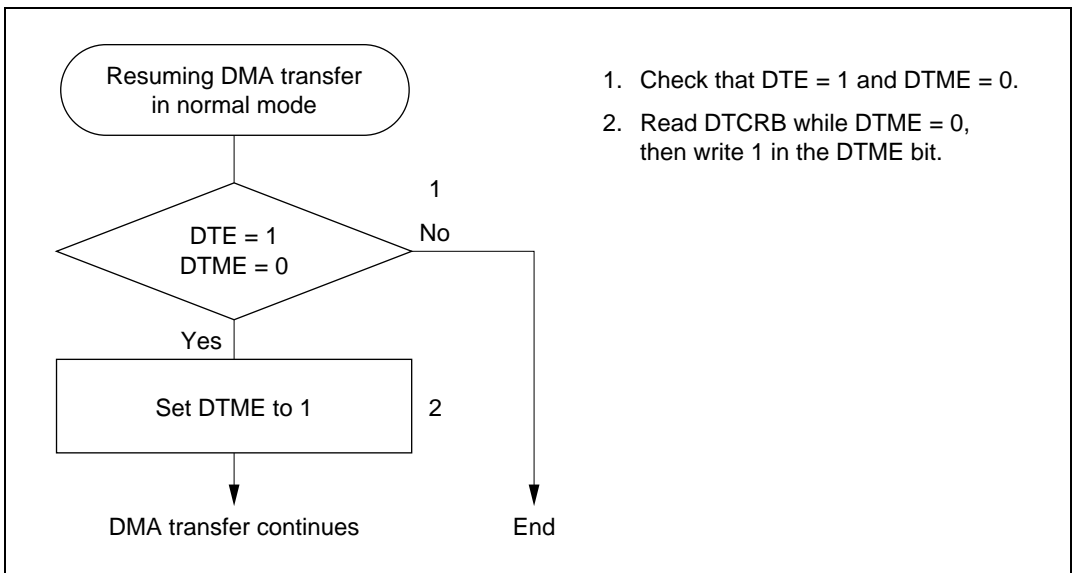 Resuming DMA transfer
in normal mode
1
DTE = 1
DTME = 0
No
Yes
Set DTME to 1
2
DMA transfer continues
End
1. Check that DTE = 1 and DTME = 0.
2. Read DTCRB while DTME = 0,
then write 1 in the DTME bit.